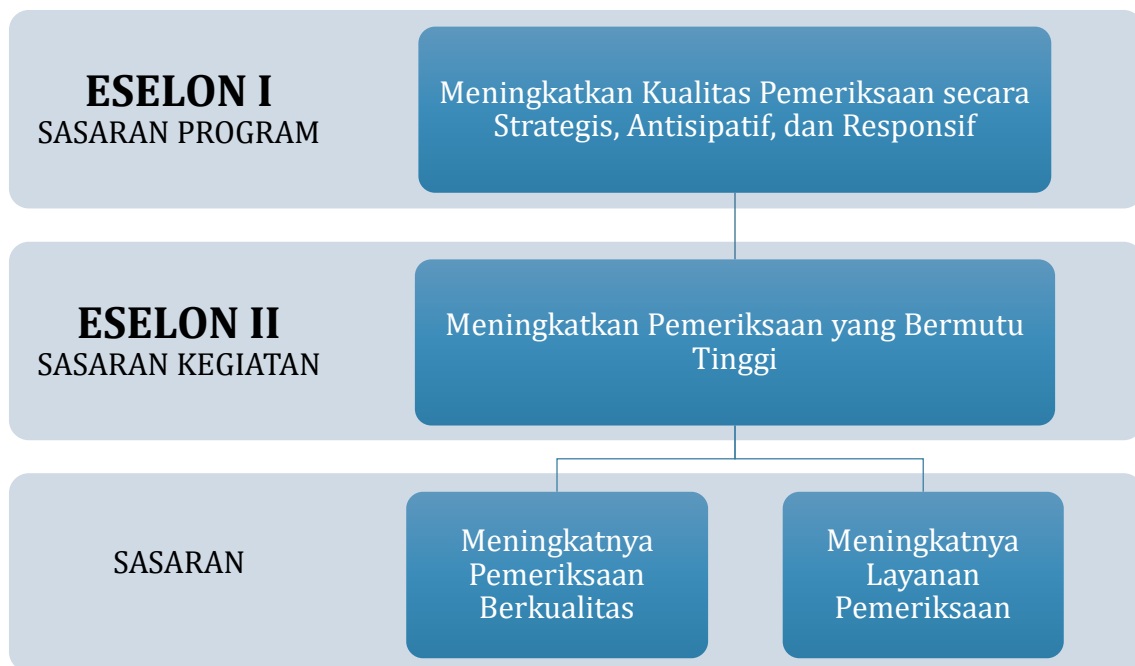 ESELON I
SASARAN PROGRAM
Meningkatkan Kualitas Pemeriksaan secara
Strategis, Antisipatif, dan Responsif
ESELON II
SASARAN KEGIATAN
Meningkatkan Pemeriksaan yang Bermutu
Tinggi
SASARAN
Meningkatnya
Pemeriksaan
Berkualitas
Meningkatnya
Layanan
Pemeriksaan